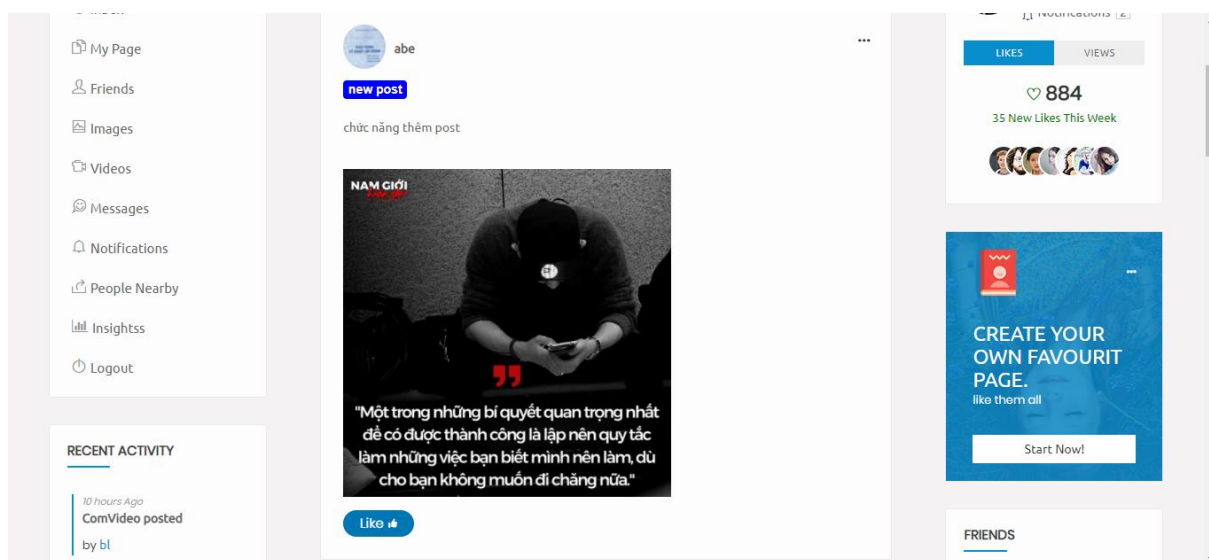 My Page
Friends
Images
Videos
Messages
Notifications
People Nearby
Insightss
Logout
RECENT ACTIVITY
10 hours Ago
ComVideo posted
by bl
abe
new post
chức năng thêm post
NAM GIỚI
"Một trong những bí quyết quan trọng nhất
để có được thành công là lập nên quy tắc
làm những việc bạn biết mình nên làm, dù
cho bạn không muốn đi chăng nữa."
Like
Notifications 2
LIKES VIEWS
884
35 New Likes This Week
CREATE YOUR
OWN FAVOURIT
PAGE.
like them all
Start Now!
FRIENDS